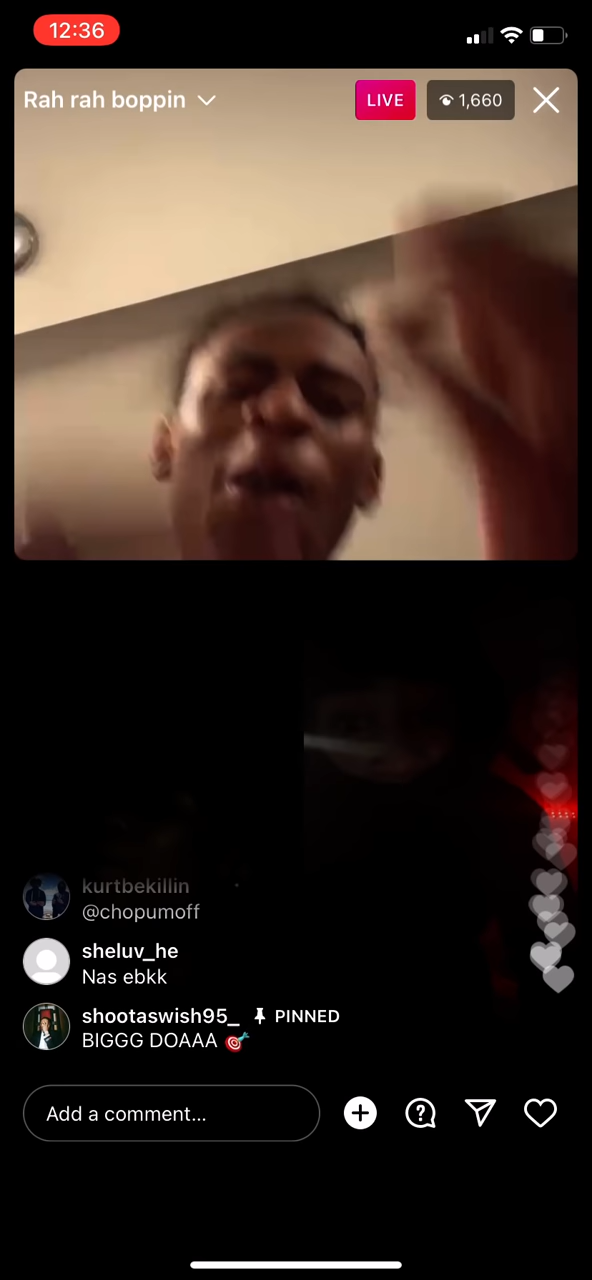 12:36
Rah rah boppin
LIVE
1,660
kurtbekillin
@chopumoff
sheluv_he
Nas ebkk
shootaswish95_ PINNED
BIGGG DOAAA 🎯
Add a comment...